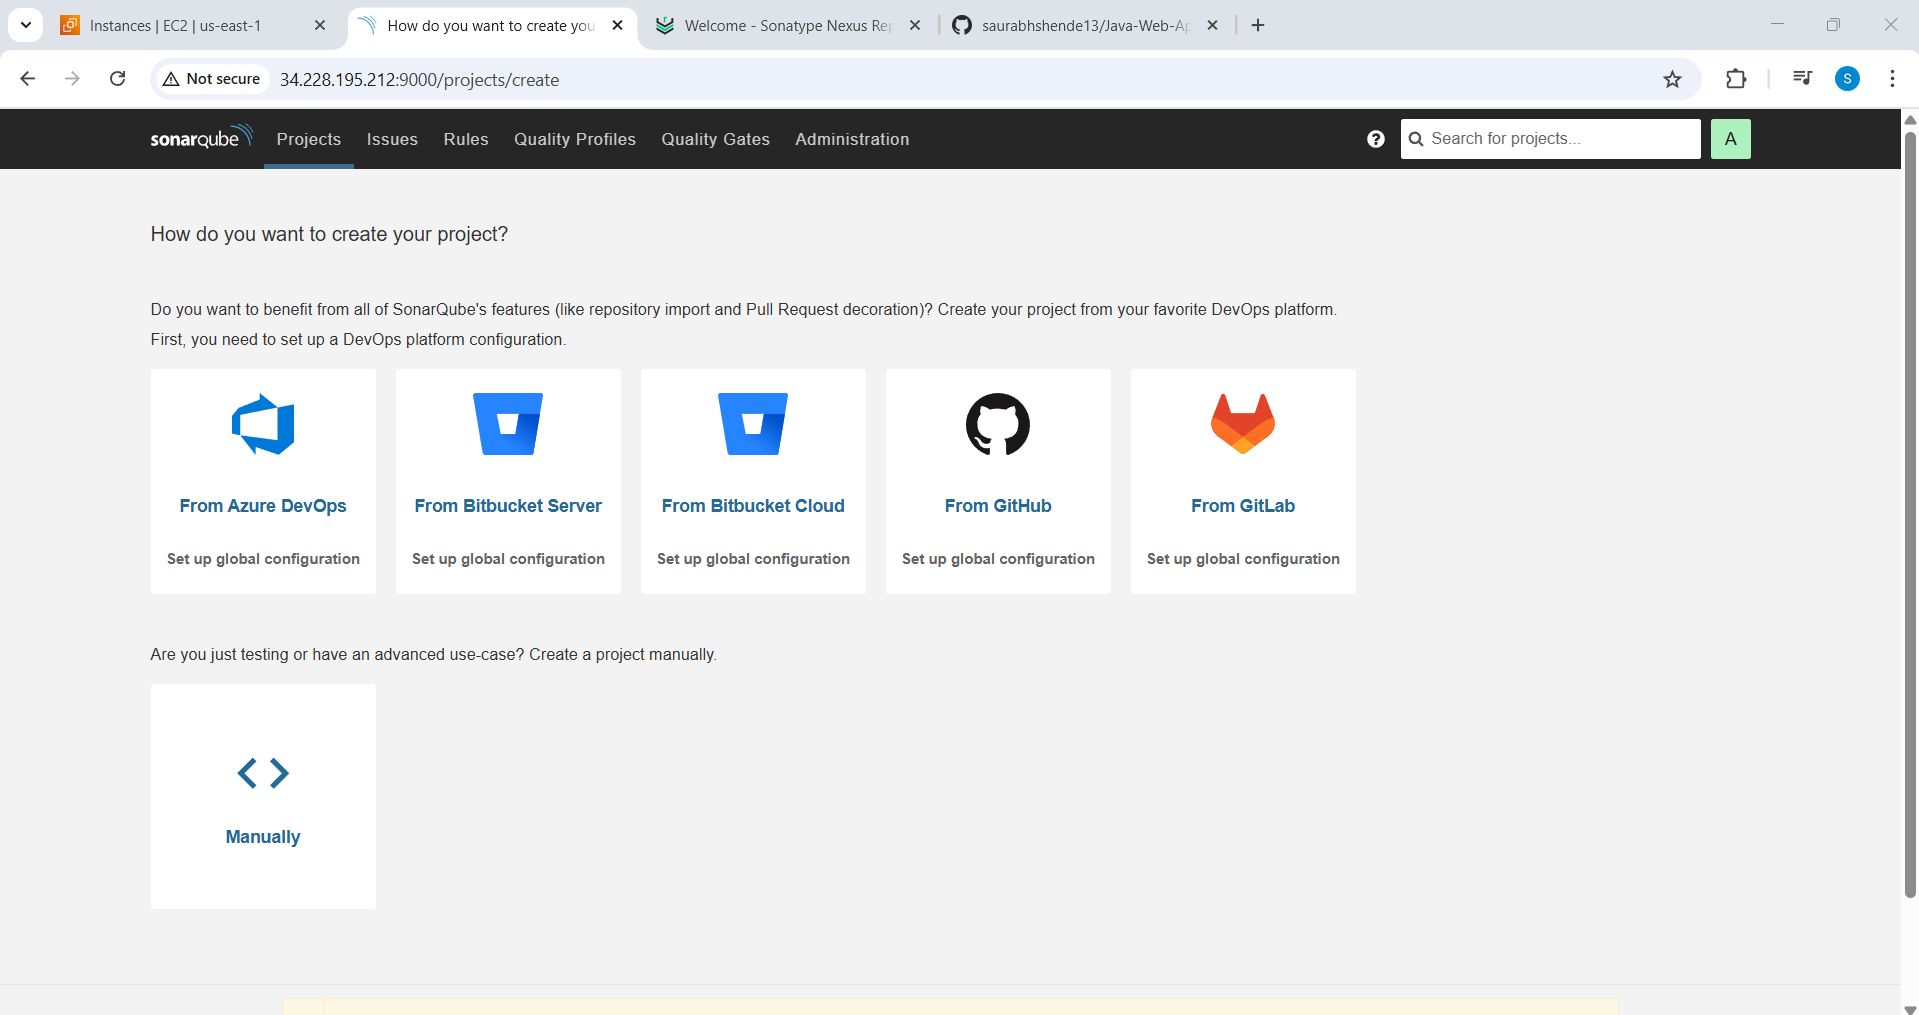 Instances | EC2 | us-east-1
How do you want to create you
Welcome - Sonatype Nexus Rep
saurabhshende13/Java-Web-Ap
Not secure
34.228.195.212:9000/projects/create
S
sonarqube
Projects
Issues
Rules
Quality Profiles
Quality Gates
Administration
?
Search for projects...
A
How do you want to create your project?
Do you want to benefit from all of SonarQube's features (like repository import and Pull Request decoration)? Create your project from your favorite DevOps platform.
First, you need to set up a DevOps platform configuration.
From Azure DevOps
From Bitbucket Server
From Bitbucket Cloud
From GitHub
From GitLab
Set up global configuration
Set up global configuration
Set up global configuration
Set up global configuration
Set up global configuration
Are you just testing or have an advanced use-case? Create a project manually.
Manually